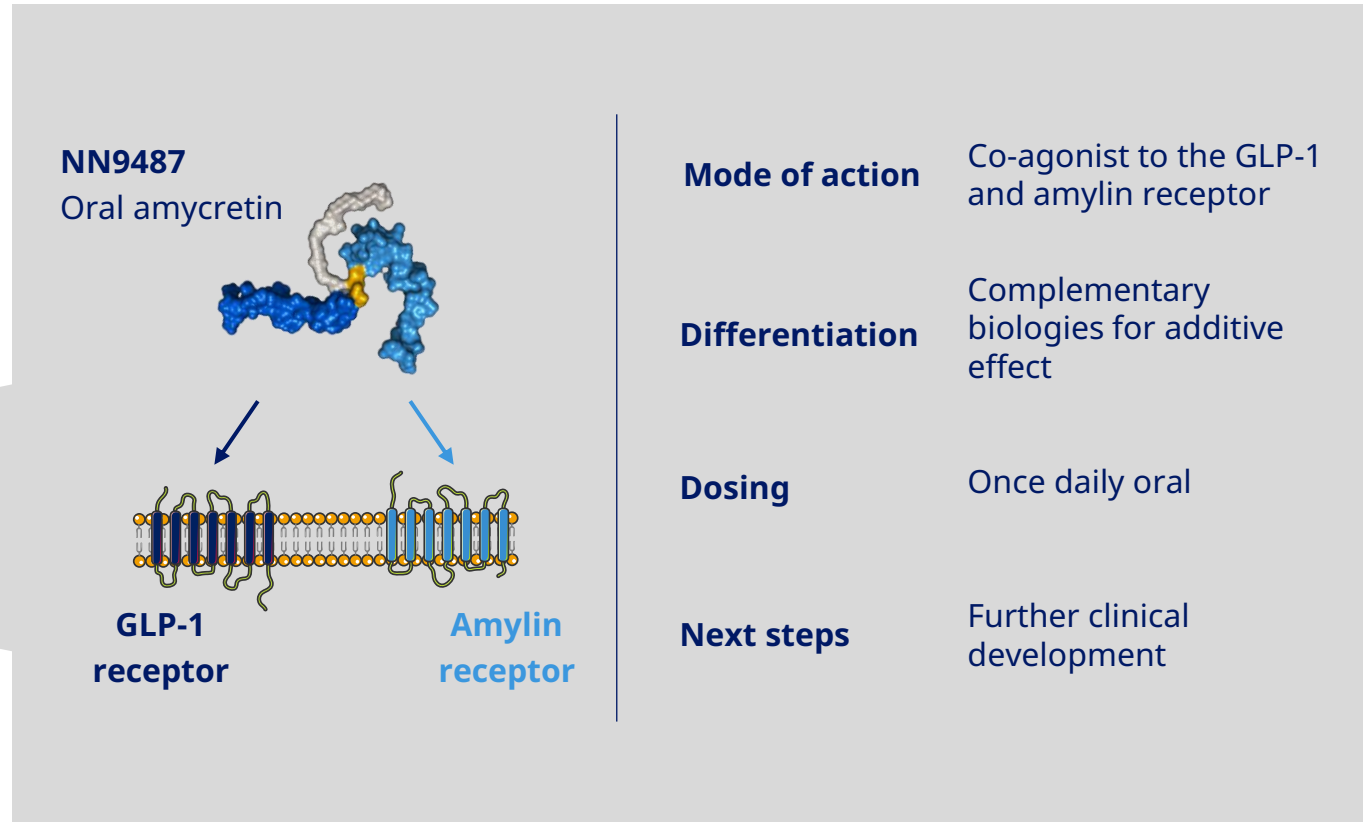 NN9487
Oral amycretin
GLP-1
receptor
Amylin
receptor
Mode of action
Co-agonist to the GLP-1
and amylin receptor
Differentiation
Complementary
biologies for additive
effect
Dosing
Once daily oral
Next steps
Further clinical
development